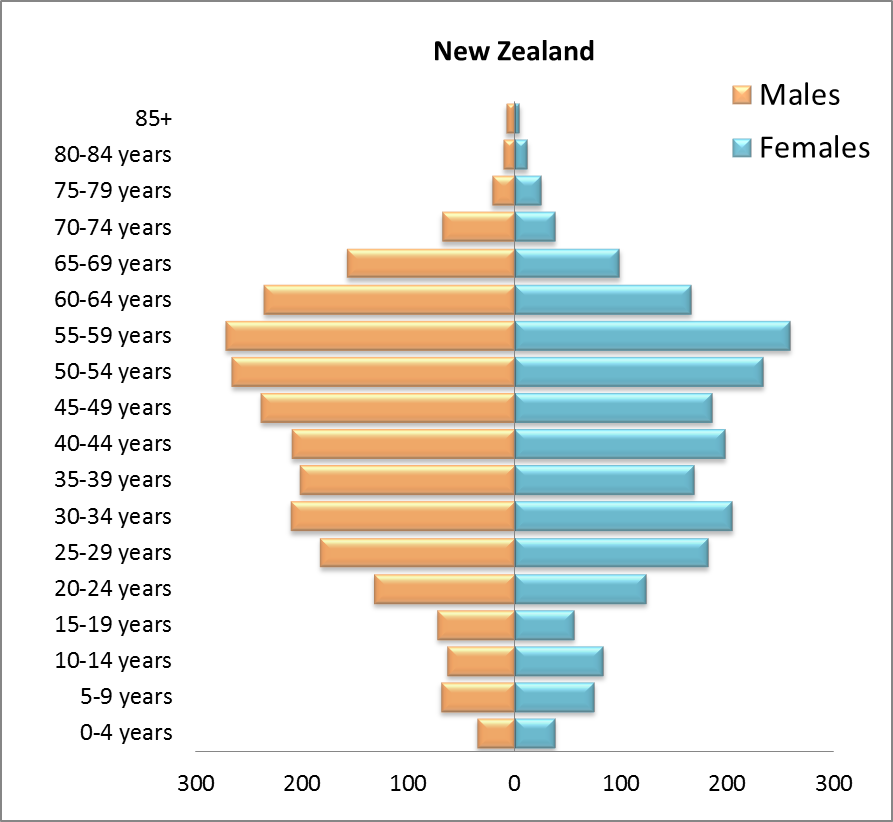 New Zealand
Males
Females
85+
80-84 years
75-79 years
70-74 years
65-69 years
60-64 years
55-59 years
50-54 years
45-49 years
40-44 years
35-39 years
30-34 years
25-29 years
20-24 years
15-19 years
10-14 years
5-9 years
0-4 years
300 200 100 0 100 200 300